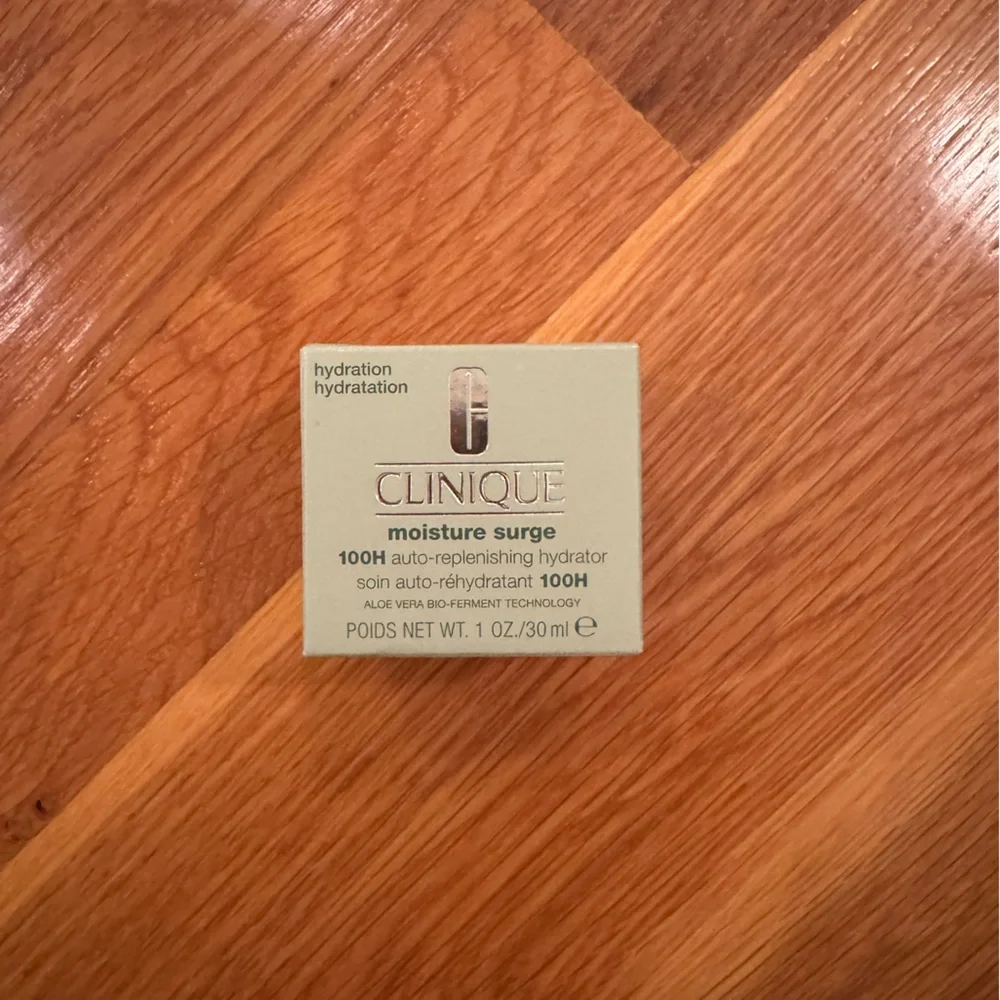 hydration
hydratation
CLINIQUE
moisture surge
100H auto-replenishing hydrator
soin auto-réhydratant 100H
ALOE VERA BIO-FERMENT TECHNOLOGY
POIDS NET WT. 1 OZ./30 ml ℮